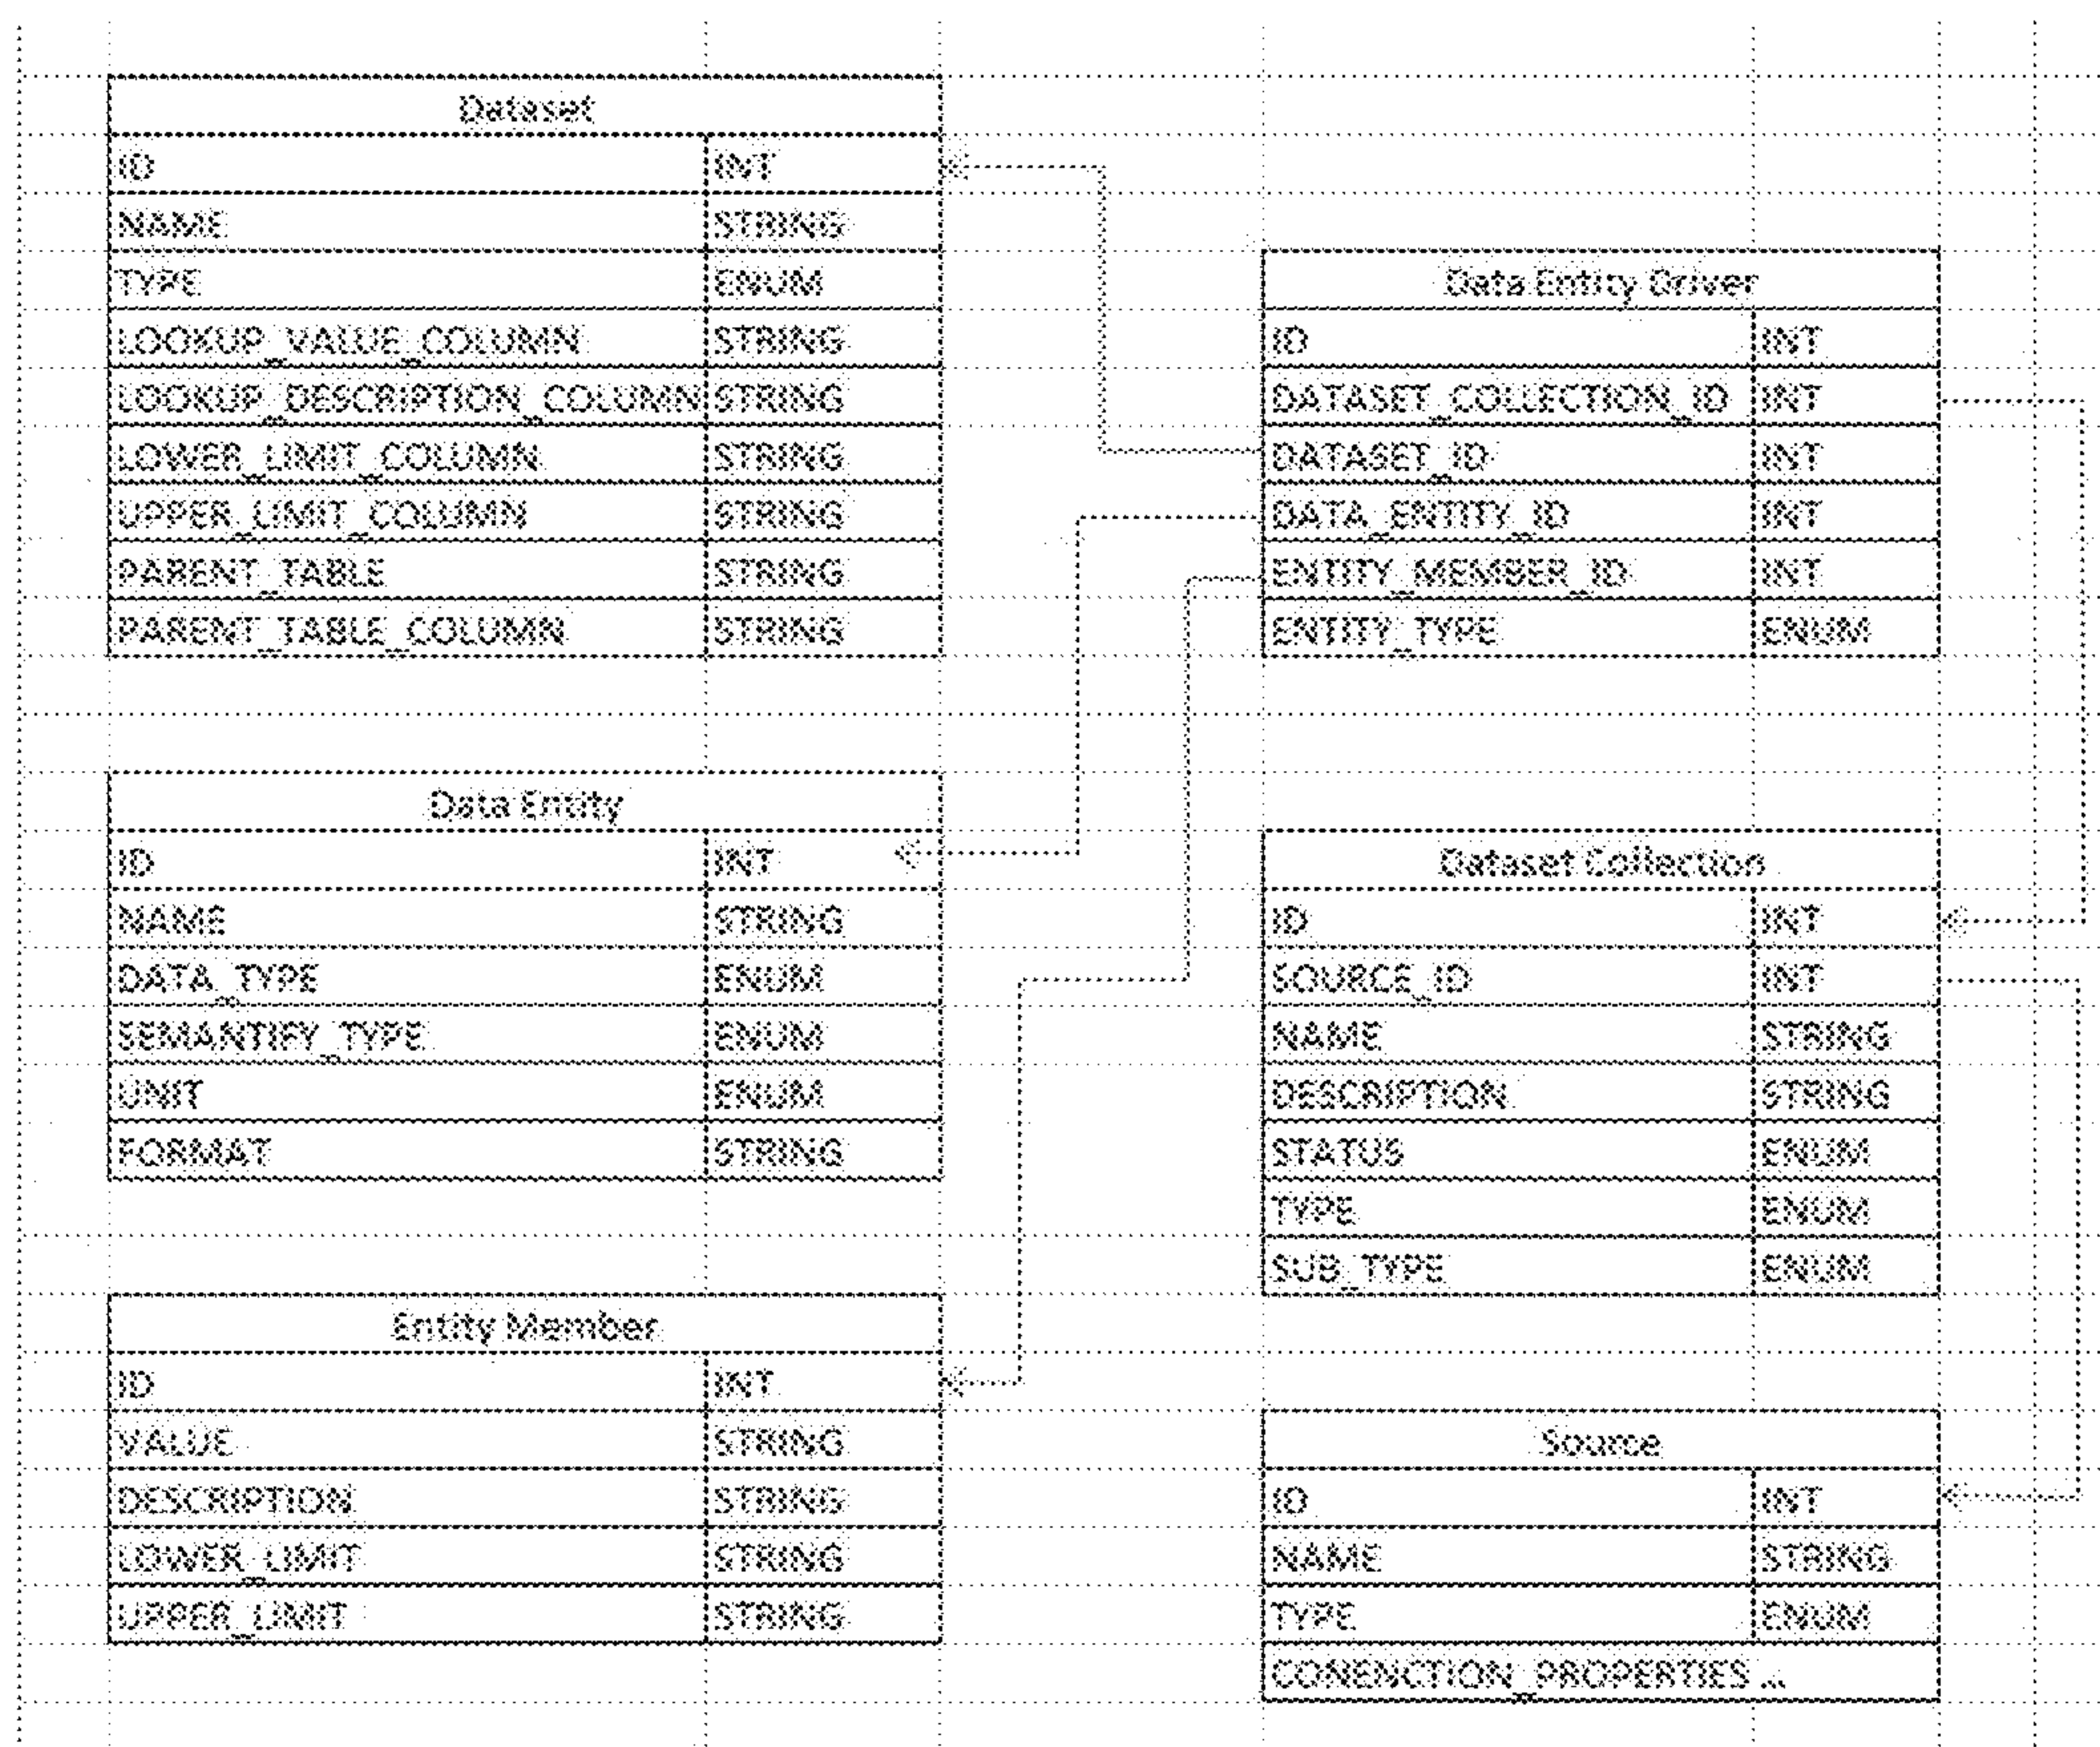 Dataset
ID INT
NAME STRING
TYPE ENUM
LOOKUP_VALUE_COLUMN STRING
LOOKUP_DESCRIPTION_COLUMN STRING
LOWER_LIMIT_COLUMN STRING
UPPER_LIMIT_COLUMN STRING
PARENT_TABLE STRING
PARENT_TABLE_COLUMN STRING
Data Entity Driver
ID INT
DATASET_COLLECTION_ID INT
DATASET_ID INT
DATA_ENTITY_ID INT
ENTITY_MEMBER_ID INT
ENTITY_TYPE ENUM
Data Entity
ID INT
NAME STRING
DATA_TYPE ENUM
SEMANTIFY_TYPE ENUM
UNIT ENUM
FORMAT STRING
Dataset Collection
ID INT
SOURCE_ID INT
NAME STRING
DESCRIPTION STRING
STATUS ENUM
TYPE ENUM
SUB_TYPE ENUM
Entity Member
ID INT
VALUE STRING
DESCRIPTION STRING
LOWER_LIMIT STRING
UPPER_LIMIT STRING
Source
ID INT
NAME STRING
TYPE ENUM
CONENCTION_PROPERTIES ...